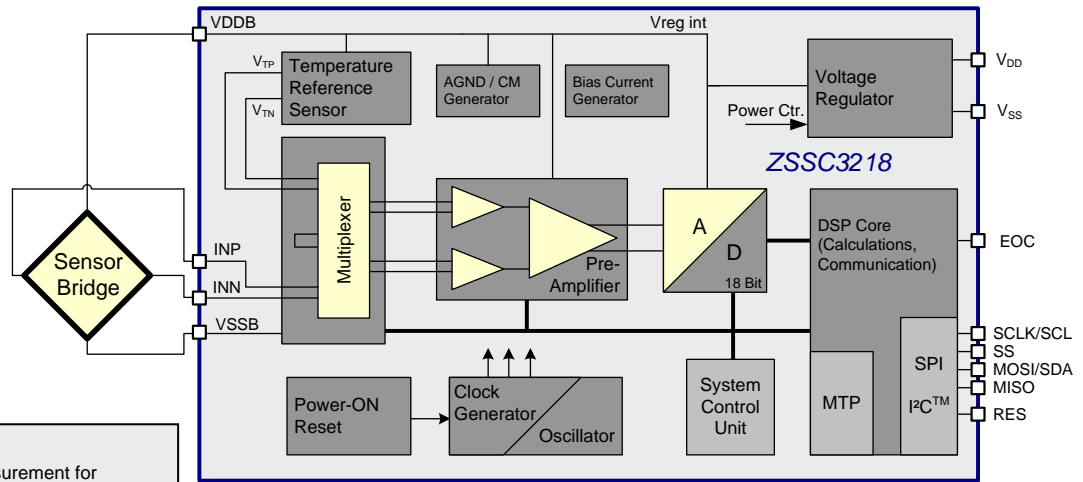 VDDB
Vreg int
VTP
Temperature
Reference
Sensor
VTN
AGND / CM
Generator
Bias Current
Generator
Voltage
Regulator
VDD
VSS
Power Ctr.
ZSSC3218
Multiplexer
Sensor
Bridge
INP
INN
VSSB
Pre-
Amplifier
A
D
18 Bit
DSP Core
(Calculations,
Communication)
EOC
SCLK/SCL
SS
MOSI/SDA
MISO
RES
SPI
I²C™
MTP
System
Control
Unit
Power-ON
Reset
Clock
Generator
Oscillator
surement for